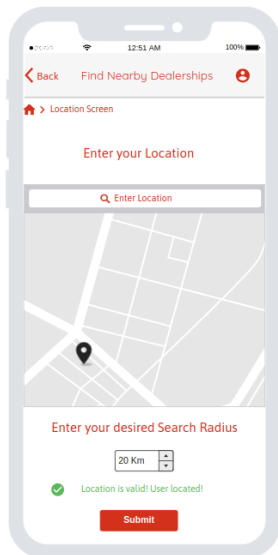 12:51 AM
100%
Back
Find Nearby Dealerships
Location Screen
Enter your Location
Enter Location
Enter your desired Search Radius
20 Km
Location is valid! User located!
Submit